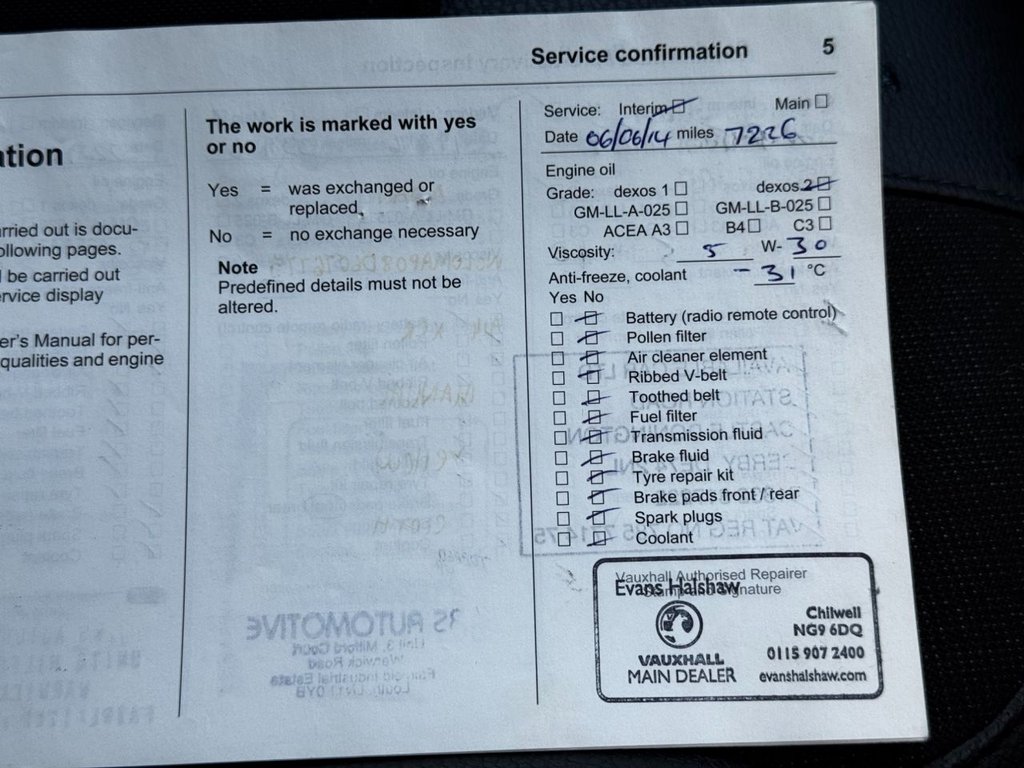 Service confirmation 5
ation
rried out is docu-
ollowing pages.
l be carried out
rvice display
er's Manual for per-
qualities and engine
The work is marked with yes
or no
Yes = was exchanged or
replaced.
No = no exchange necessary
Note
Predefined details must not be
altered.
Service: Interim Main
Date 06/06/14 miles 7226
Engine oil
Grade: dexos 1 dexos 2
GM-LL-A-025 GM-LL-B-025
ACEA A3 B4 C3
Viscosity: 5 W- 30
Anti-freeze, coolant -31 °C
Yes No
Battery (radio remote control)
Pollen filter
Air cleaner element
Ribbed V-belt
Toothed belt
Fuel filter
Transmission fluid
Brake fluid
Tyre repair kit
Brake pads front / rear
Spark plugs
Coolant
Vauxhall Authorised Repairer
Stamp and Signature
Evans Halshaw
VAUXHALL
MAIN DEALER
Chilwell
NG9 6DQ
0115 907 2400
evanshalshaw.com
RS AUTOMOTIVE